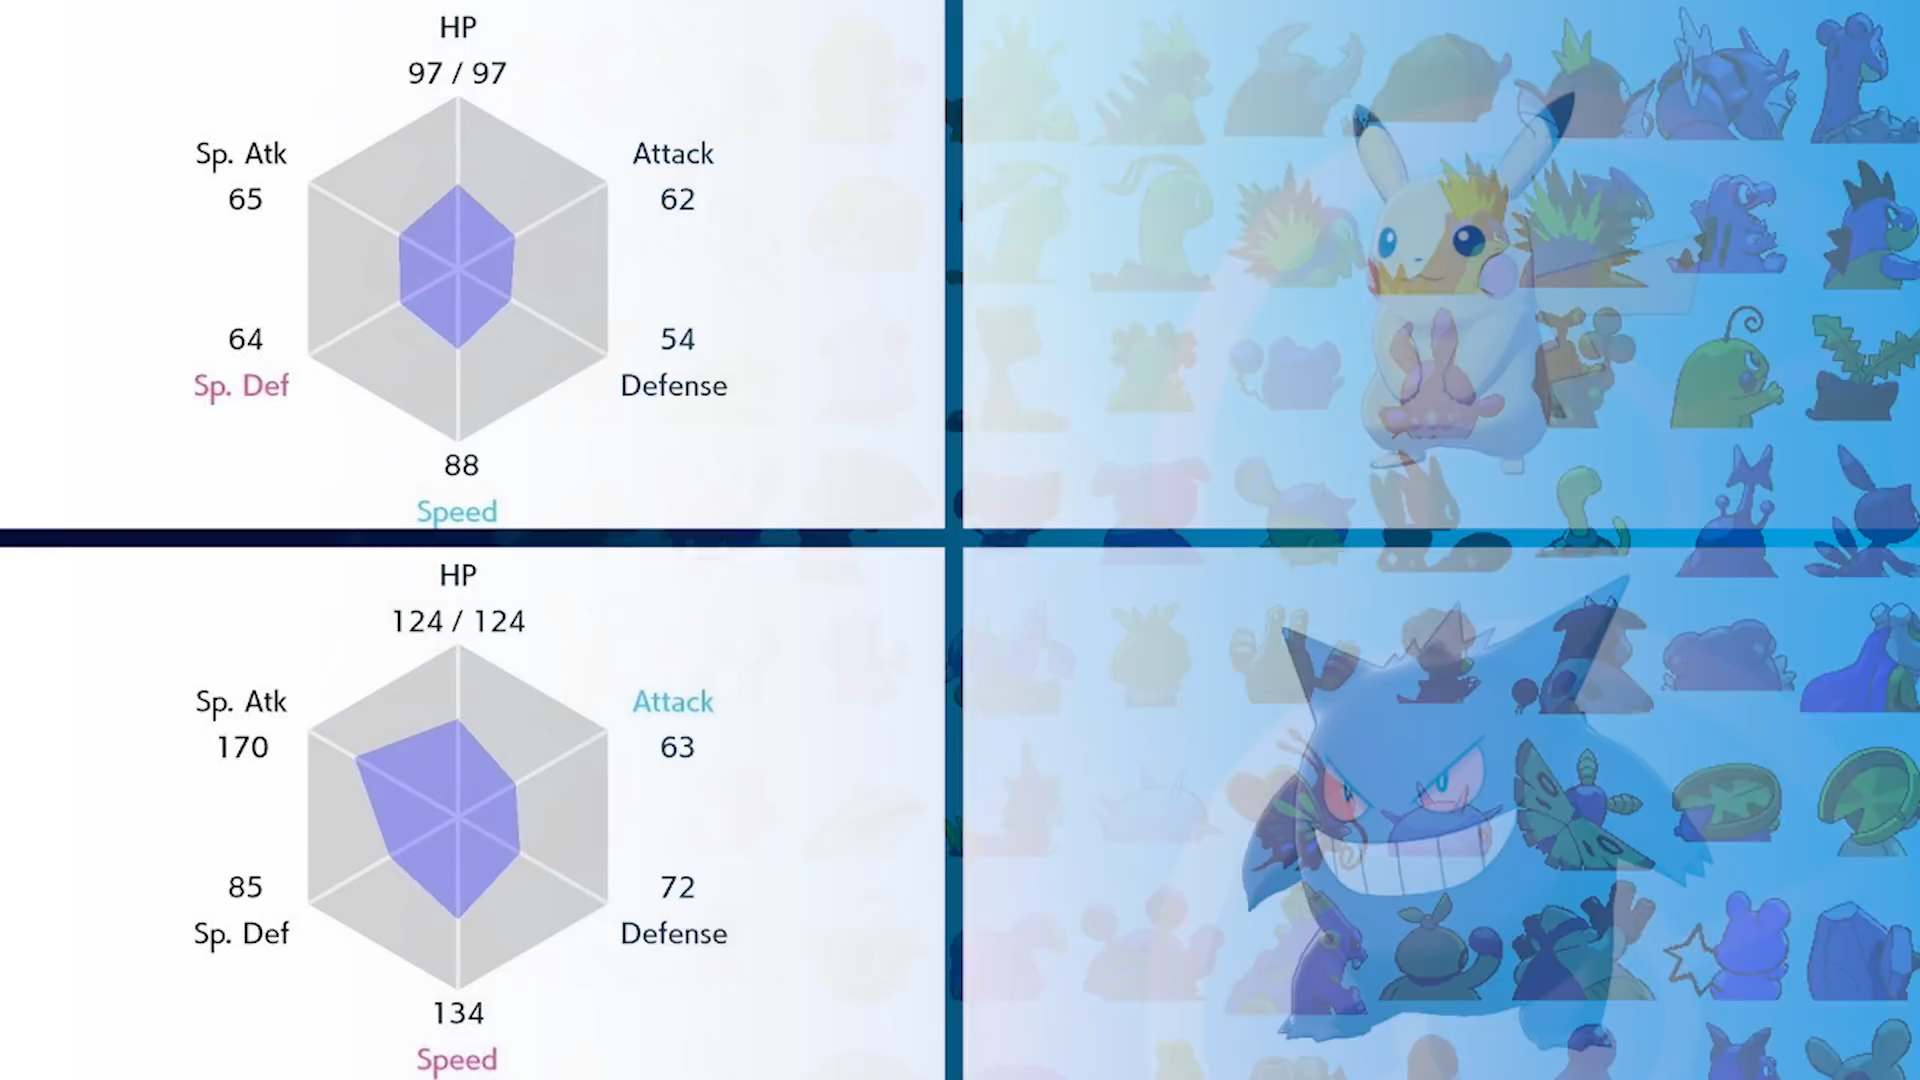 HP
97 / 97
Sp. Atk
65
Attack
62
64
Sp. Def
54
Defense
88
Speed
HP
124 / 124
Sp. Atk
170
Attack
63
85
Sp. Def
72
Defense
134
Speed